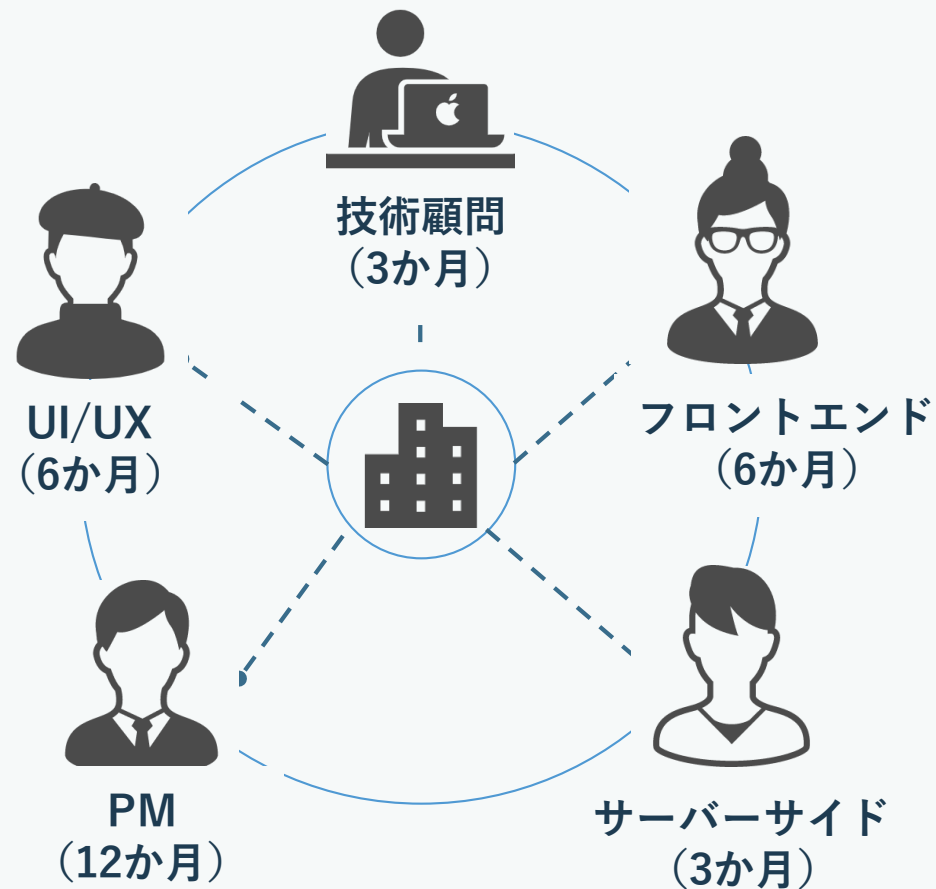 技術顧問
（3か月）
UI/UX
（6か月）
フロントエンド
（6か月）
PM
（12か月）
サーバーサイド
（3か月）